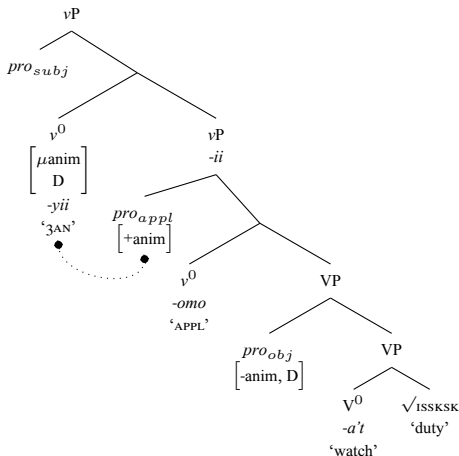 vP
pro_subj
v⁰
[μanim
D]
-yii
‘3AN’
vP
-ii
pro_appl
[+anim]
v⁰
-omo
‘APPL’
VP
pro_obj
[-anim, D]
VP
V⁰
-a't
‘watch’
√ISSKSK
‘duty’